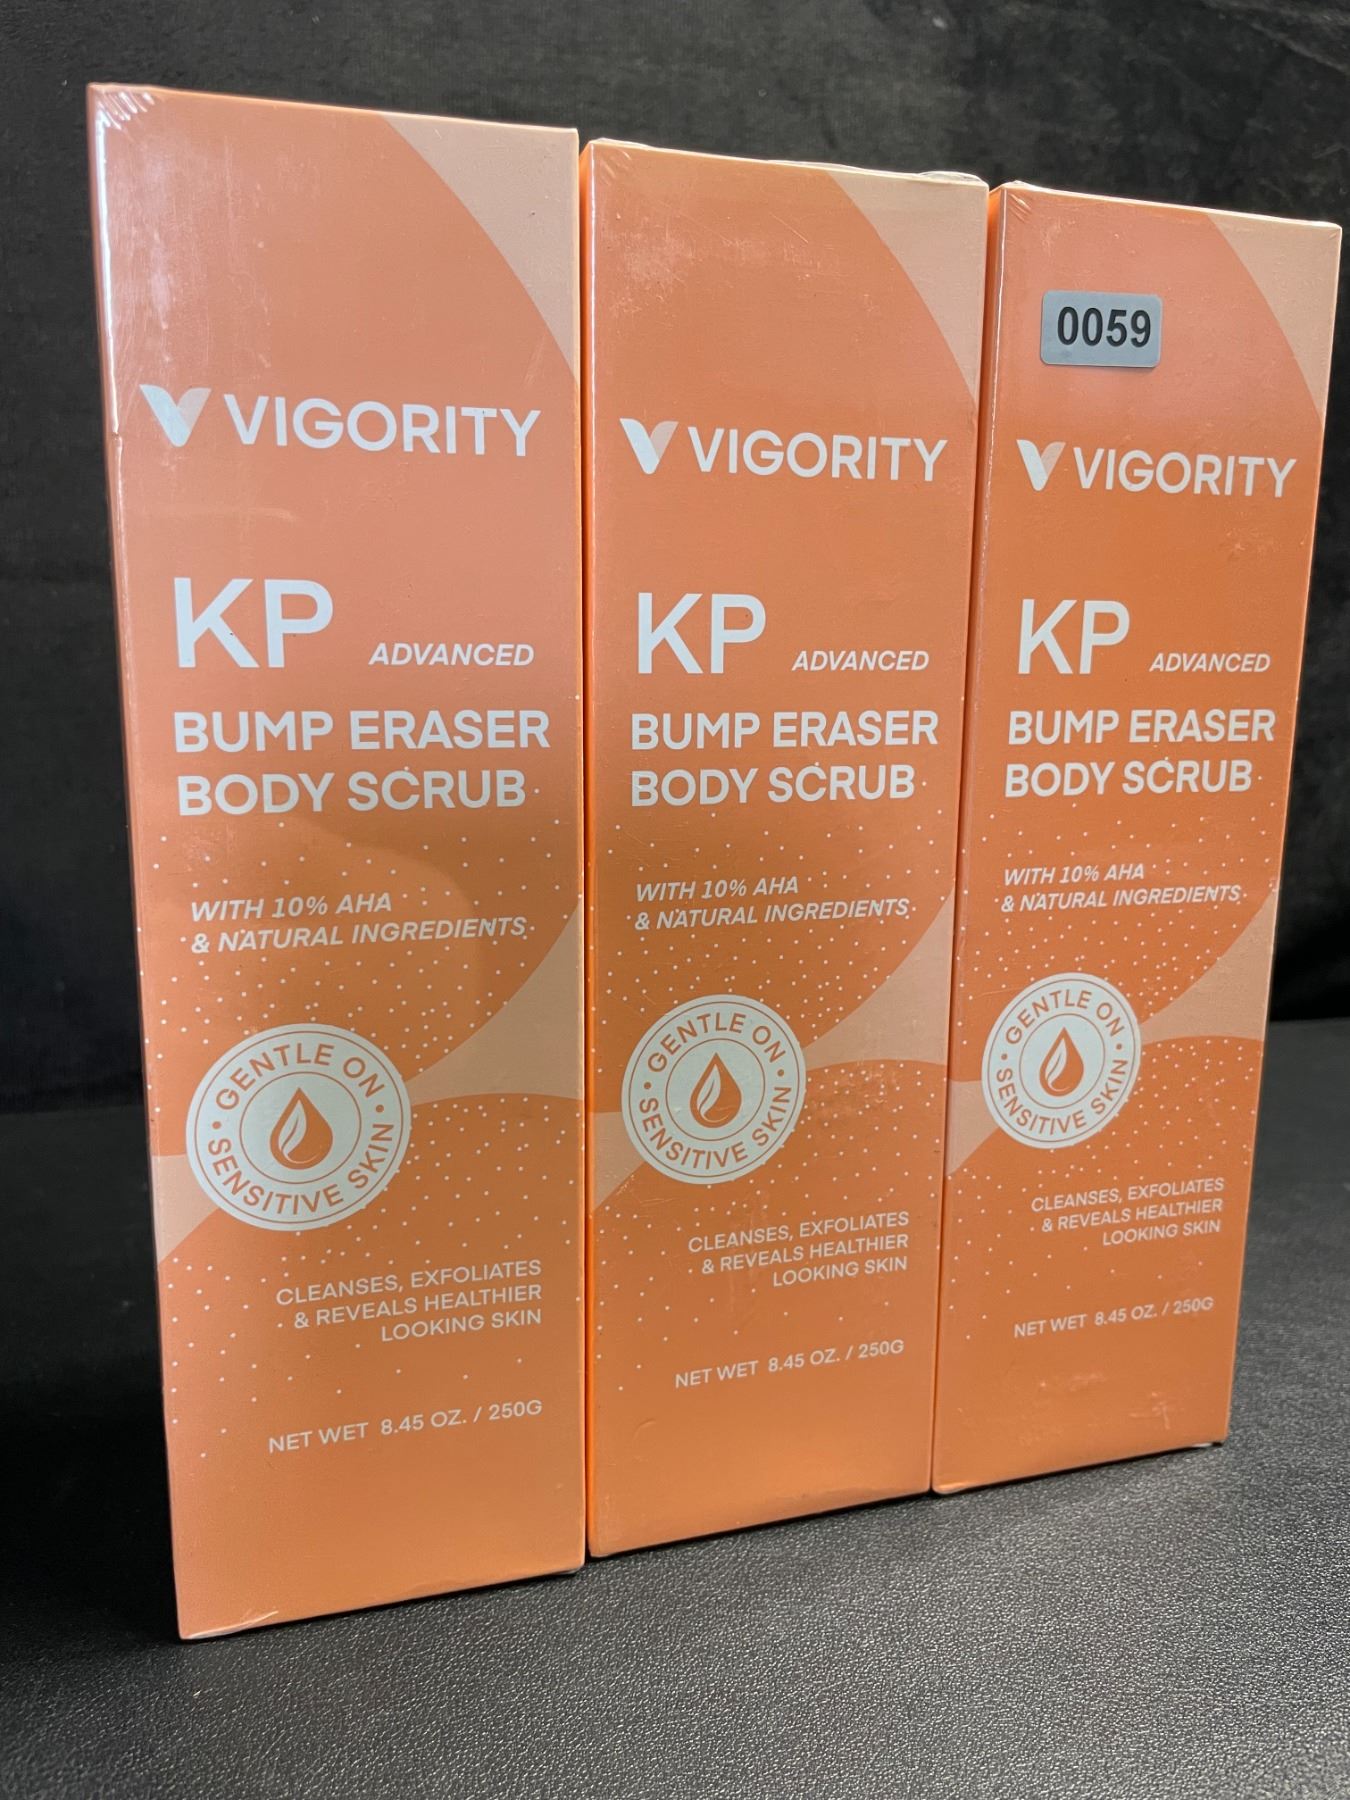 VIGORITY
KP ADVANCED
BUMP ERASER
BODY SCRUB
WITH 10% AHA
& NATURAL INGREDIENTS
GENTLE ON
SENSITIVE SKIN
CLEANSES, EXFOLIATES
& REVEALS HEALTHIER
LOOKING SKIN
NET WET 8.45 OZ. / 250G
VIGORITY
KP ADVANCED
BUMP ERASER
BODY SCRUB
WITH 10% AHA
& NATURAL INGREDIENTS
GENTLE ON
SENSITIVE SKIN
CLEANSES, EXFOLIATES
& REVEALS HEALTHIER
LOOKING SKIN
NET WET 8.45 OZ. / 250G
0059
VIGORITY
KP ADVANCED
BUMP ERASER
BODY SCRUB
WITH 10% AHA
& NATURAL INGREDIENTS
GENTLE ON
SENSITIVE SKIN
CLEANSES, EXFOLIATES
& REVEALS HEALTHIER
LOOKING SKIN
NET WET 8.45 OZ. / 250G